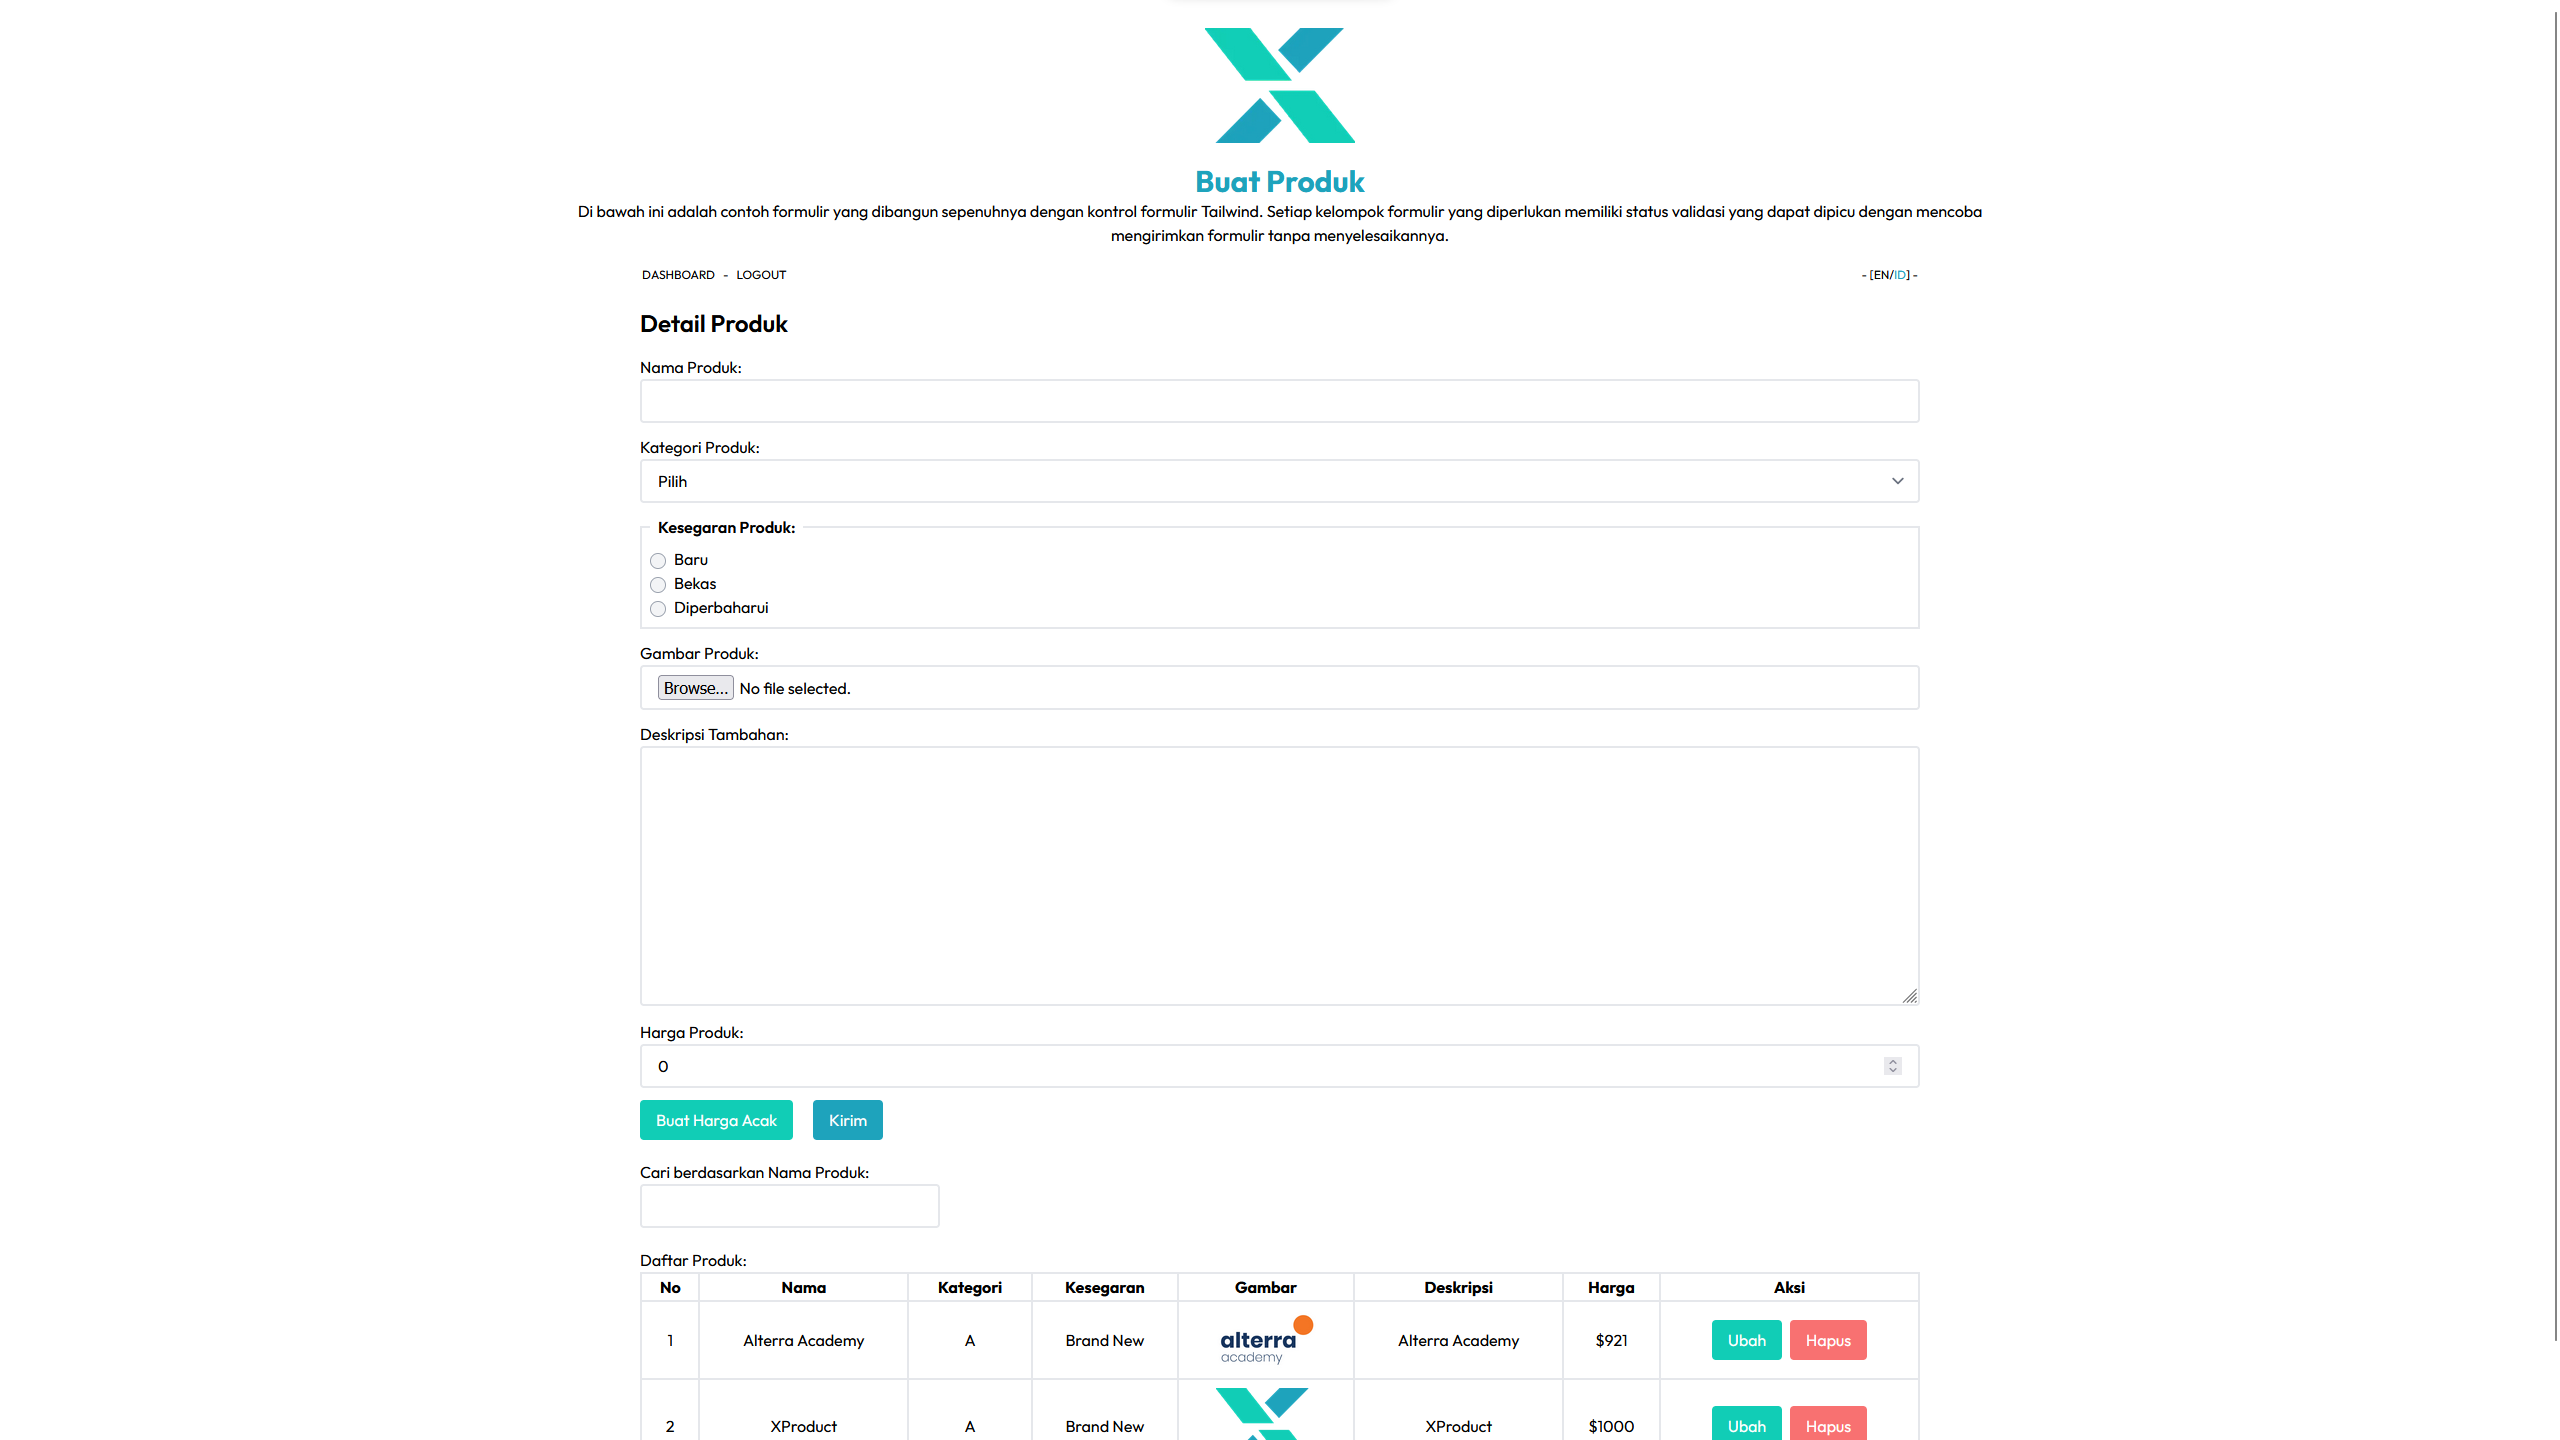 Buat Produk
Di bawah ini adalah contoh formulir yang dibangun sepenuhnya dengan kontrol formulir Tailwind. Setiap kelompok formulir yang diperlukan memiliki status validasi yang dapat dipicu dengan mencoba
mengirimkan formulir tanpa menyelesaikannya.
DASHBOARD - LOGOUT - [EN/ID] -
Detail Produk
Nama Produk:
Kategori Produk:
Pilih
Kesegaran Produk:
Baru
Bekas
Diperbaharui
Gambar Produk:
Browse... No file selected.
Deskripsi Tambahan:
Harga Produk:
0
Buat Harga Acak Kirim
Cari berdasarkan Nama Produk:
Daftar Produk:
No Nama Kategori Kesegaran Gambar Deskripsi Harga Aksi
1 Alterra Academy A Brand New alterra academy Alterra Academy $921 Ubah Hapus
2 XProduct A Brand New XProduct $1000 Ubah Hapus